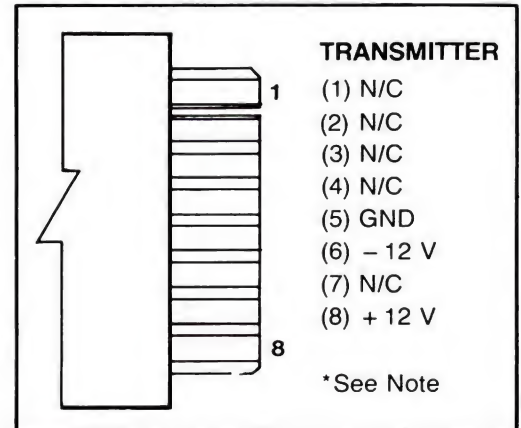 TRANSMITTER
1
(1) N/C
(2) N/C
(3) N/C
(4) N/C
(5) GND
(6) – 12 V
(7) N/C
(8) + 12 V
8
*See Note